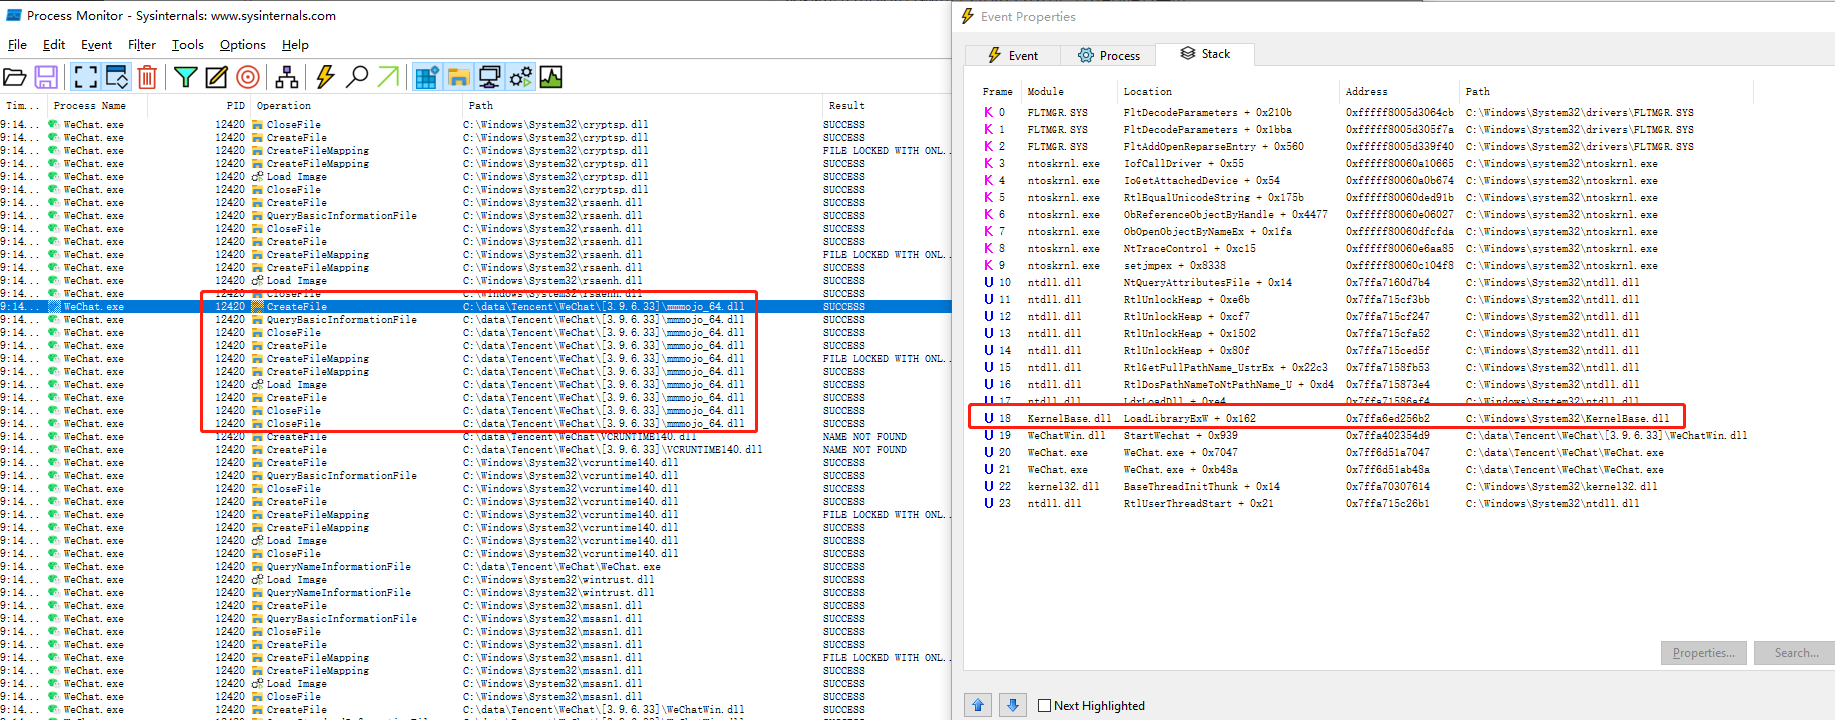 Process Monitor - Sysinternals: www.sysinternals.com
File Edit Event Filter Tools Options Help
Tim... Process Name PID Operation Path Result
9:14... WeChat.exe 12420 CloseFile C:\Windows\System32\cryptsp.dll SUCCESS
9:14... WeChat.exe 12420 CreateFile C:\Windows\System32\cryptsp.dll SUCCESS
9:14... WeChat.exe 12420 CreateFileMapping C:\Windows\System32\cryptsp.dll FILE LOCKED WITH ONL...
9:14... WeChat.exe 12420 CreateFileMapping C:\Windows\System32\cryptsp.dll SUCCESS
9:14... WeChat.exe 12420 Load Image C:\Windows\System32\cryptsp.dll SUCCESS
9:14... WeChat.exe 12420 CloseFile C:\Windows\System32\cryptsp.dll SUCCESS
9:14... WeChat.exe 12420 CreateFile C:\Windows\System32\rsaenh.dll SUCCESS
9:14... WeChat.exe 12420 QueryBasicInformationFile C:\Windows\System32\rsaenh.dll SUCCESS
9:14... WeChat.exe 12420 CloseFile C:\Windows\System32\rsaenh.dll SUCCESS
9:14... WeChat.exe 12420 CreateFile C:\Windows\System32\rsaenh.dll SUCCESS
9:14... WeChat.exe 12420 CreateFileMapping C:\Windows\System32\rsaenh.dll FILE LOCKED WITH ONL...
9:14... WeChat.exe 12420 CreateFileMapping C:\Windows\System32\rsaenh.dll SUCCESS
9:14... WeChat.exe 12420 Load Image C:\Windows\System32\rsaenh.dll SUCCESS
9:14... WeChat.exe 12420 CloseFile C:\Windows\System32\rsaenh.dll SUCCESS
9:14... WeChat.exe 12420 CreateFile C:\data\Tencent\WeChat\[3.9.6.33]\mmmojo_64.dll SUCCESS
9:14... WeChat.exe 12420 QueryBasicInformationFile C:\data\Tencent\WeChat\[3.9.6.33]\mmmojo_64.dll SUCCESS
9:14... WeChat.exe 12420 CloseFile C:\data\Tencent\WeChat\[3.9.6.33]\mmmojo_64.dll SUCCESS
9:14... WeChat.exe 12420 CreateFile C:\data\Tencent\WeChat\[3.9.6.33]\mmmojo_64.dll SUCCESS
9:14... WeChat.exe 12420 CreateFileMapping C:\data\Tencent\WeChat\[3.9.6.33]\mmmojo_64.dll FILE LOCKED WITH ONL...
9:14... WeChat.exe 12420 CreateFileMapping C:\data\Tencent\WeChat\[3.9.6.33]\mmmojo_64.dll SUCCESS
9:14... WeChat.exe 12420 Load Image C:\data\Tencent\WeChat\[3.9.6.33]\mmmojo_64.dll SUCCESS
9:14... WeChat.exe 12420 CreateFile C:\data\Tencent\WeChat\[3.9.6.33]\mmmojo_64.dll SUCCESS
9:14... WeChat.exe 12420 CloseFile C:\data\Tencent\WeChat\[3.9.6.33]\mmmojo_64.dll SUCCESS
9:14... WeChat.exe 12420 CloseFile C:\data\Tencent\WeChat\[3.9.6.33]\mmmojo_64.dll SUCCESS
9:14... WeChat.exe 12420 CreateFile C:\data\Tencent\WeChat\VCRUNTIME140.dll NAME NOT FOUND
9:14... WeChat.exe 12420 CreateFile C:\data\Tencent\WeChat\[3.9.6.33]\VCRUNTIME140.dll NAME NOT FOUND
9:14... WeChat.exe 12420 CreateFile C:\Windows\System32\vcruntime140.dll SUCCESS
9:14... WeChat.exe 12420 QueryBasicInformationFile C:\Windows\System32\vcruntime140.dll SUCCESS
9:14... WeChat.exe 12420 CloseFile C:\Windows\System32\vcruntime140.dll SUCCESS
9:14... WeChat.exe 12420 CreateFile C:\Windows\System32\vcruntime140.dll SUCCESS
9:14... WeChat.exe 12420 CreateFileMapping C:\Windows\System32\vcruntime140.dll FILE LOCKED WITH ONL...
9:14... WeChat.exe 12420 CreateFileMapping C:\Windows\System32\vcruntime140.dll SUCCESS
9:14... WeChat.exe 12420 Load Image C:\Windows\System32\vcruntime140.dll SUCCESS
9:14... WeChat.exe 12420 CloseFile C:\Windows\System32\vcruntime140.dll SUCCESS
9:14... WeChat.exe 12420 QueryNameInformationFile C:\data\Tencent\WeChat\WeChat.exe SUCCESS
9:14... WeChat.exe 12420 Load Image C:\Windows\System32\wintrust.dll SUCCESS
9:14... WeChat.exe 12420 QueryNameInformationFile C:\Windows\System32\wintrust.dll SUCCESS
9:14... WeChat.exe 12420 CreateFile C:\Windows\System32\msasn1.dll SUCCESS
9:14... WeChat.exe 12420 QueryBasicInformationFile C:\Windows\System32\msasn1.dll SUCCESS
9:14... WeChat.exe 12420 CloseFile C:\Windows\System32\msasn1.dll SUCCESS
9:14... WeChat.exe 12420 CreateFile C:\Windows\System32\msasn1.dll SUCCESS
9:14... WeChat.exe 12420 CreateFileMapping C:\Windows\System32\msasn1.dll FILE LOCKED WITH ONL...
9:14... WeChat.exe 12420 CreateFileMapping C:\Windows\System32\msasn1.dll SUCCESS
9:14... WeChat.exe 12420 Load Image C:\Windows\System32\msasn1.dll SUCCESS
9:14... WeChat.exe 12420 CloseFile C:\Windows\System32\msasn1.dll SUCCESS
9:14... WeChat.exe 12420 CreateFile C:\data\Tencent\WeChat\[3.9.6.33]\WeChatWin.dll SUCCESS
Event Properties
Event Process Stack
Frame Module Location Address Path
K 0 FLTMGR.SYS FltDecodeParameters + 0x210b 0xfffff8005d3064cb C:\Windows\System32\drivers\FLTMGR.SYS
K 1 FLTMGR.SYS FltDecodeParameters + 0x1bba 0xfffff8005d305f7a C:\Windows\System32\drivers\FLTMGR.SYS
K 2 FLTMGR.SYS FltAddOpenReparseEntry + 0x560 0xfffff8005d339f40 C:\Windows\System32\drivers\FLTMGR.SYS
K 3 ntoskrnl.exe IofCallDriver + 0x55 0xfffff80060a10665 C:\Windows\system32\ntoskrnl.exe
K 4 ntoskrnl.exe IoGetAttachedDevice + 0x54 0xfffff80060a0b674 C:\Windows\system32\ntoskrnl.exe
K 5 ntoskrnl.exe RtlEqualUnicodeString + 0x175b 0xfffff80060ded91b C:\Windows\system32\ntoskrnl.exe
K 6 ntoskrnl.exe ObReferenceObjectByHandle + 0x4477 0xfffff80060e06027 C:\Windows\system32\ntoskrnl.exe
K 7 ntoskrnl.exe ObOpenObjectByNameEx + 0x1fa 0xfffff80060dfcfda C:\Windows\system32\ntoskrnl.exe
K 8 ntoskrnl.exe NtTraceControl + 0xc15 0xfffff80060e6aa85 C:\Windows\system32\ntoskrnl.exe
K 9 ntoskrnl.exe setjmpex + 0x8338 0xfffff80060c104f8 C:\Windows\system32\ntoskrnl.exe
U 10 ntdll.dll NtQueryAttributesFile + 0x14 0x7ffa7160d7b4 C:\Windows\System32\ntdll.dll
U 11 ntdll.dll RtlUnlockHeap + 0xe6b 0x7ffa715cf3bb C:\Windows\System32\ntdll.dll
U 12 ntdll.dll RtlUnlockHeap + 0xcf7 0x7ffa715cf247 C:\Windows\System32\ntdll.dll
U 13 ntdll.dll RtlUnlockHeap + 0x1502 0x7ffa715cfa52 C:\Windows\System32\ntdll.dll
U 14 ntdll.dll RtlUnlockHeap + 0x80f 0x7ffa715ced5f C:\Windows\System32\ntdll.dll
U 15 ntdll.dll RtlGetFullPathName_UstrEx + 0x22c3 0x7ffa7158fb53 C:\Windows\System32\ntdll.dll
U 16 ntdll.dll RtlDosPathNameToNtPathName_U + 0xd4 0x7ffa715873e4 C:\Windows\System32\ntdll.dll
U 17 ntdll.dll LdrLoadDll + 0xe4 0x7ffa71586af4 C:\Windows\System32\ntdll.dll
U 18 KernelBase.dll LoadLibraryExW + 0x162 0x7ffa6ed256b2 C:\Windows\System32\KernelBase.dll
U 19 WeChatWin.dll StartWechat + 0x939 0x7ffa402354d9 C:\data\Tencent\WeChat\[3.9.6.33]\WeChatWin.dll
U 20 WeChat.exe WeChat.exe + 0x7047 0x7ff6d51a7047 C:\data\Tencent\WeChat\WeChat.exe
U 21 WeChat.exe WeChat.exe + 0xb48a 0x7ff6d51ab48a C:\data\Tencent\WeChat\WeChat.exe
U 22 kernel32.dll BaseThreadInitThunk + 0x14 0x7ffa70307614 C:\Windows\System32\kernel32.dll
U 23 ntdll.dll RtlUserThreadStart + 0x21 0x7ffa715c26b1 C:\Windows\System32\ntdll.dll
Properties... Search...
Next Highlighted